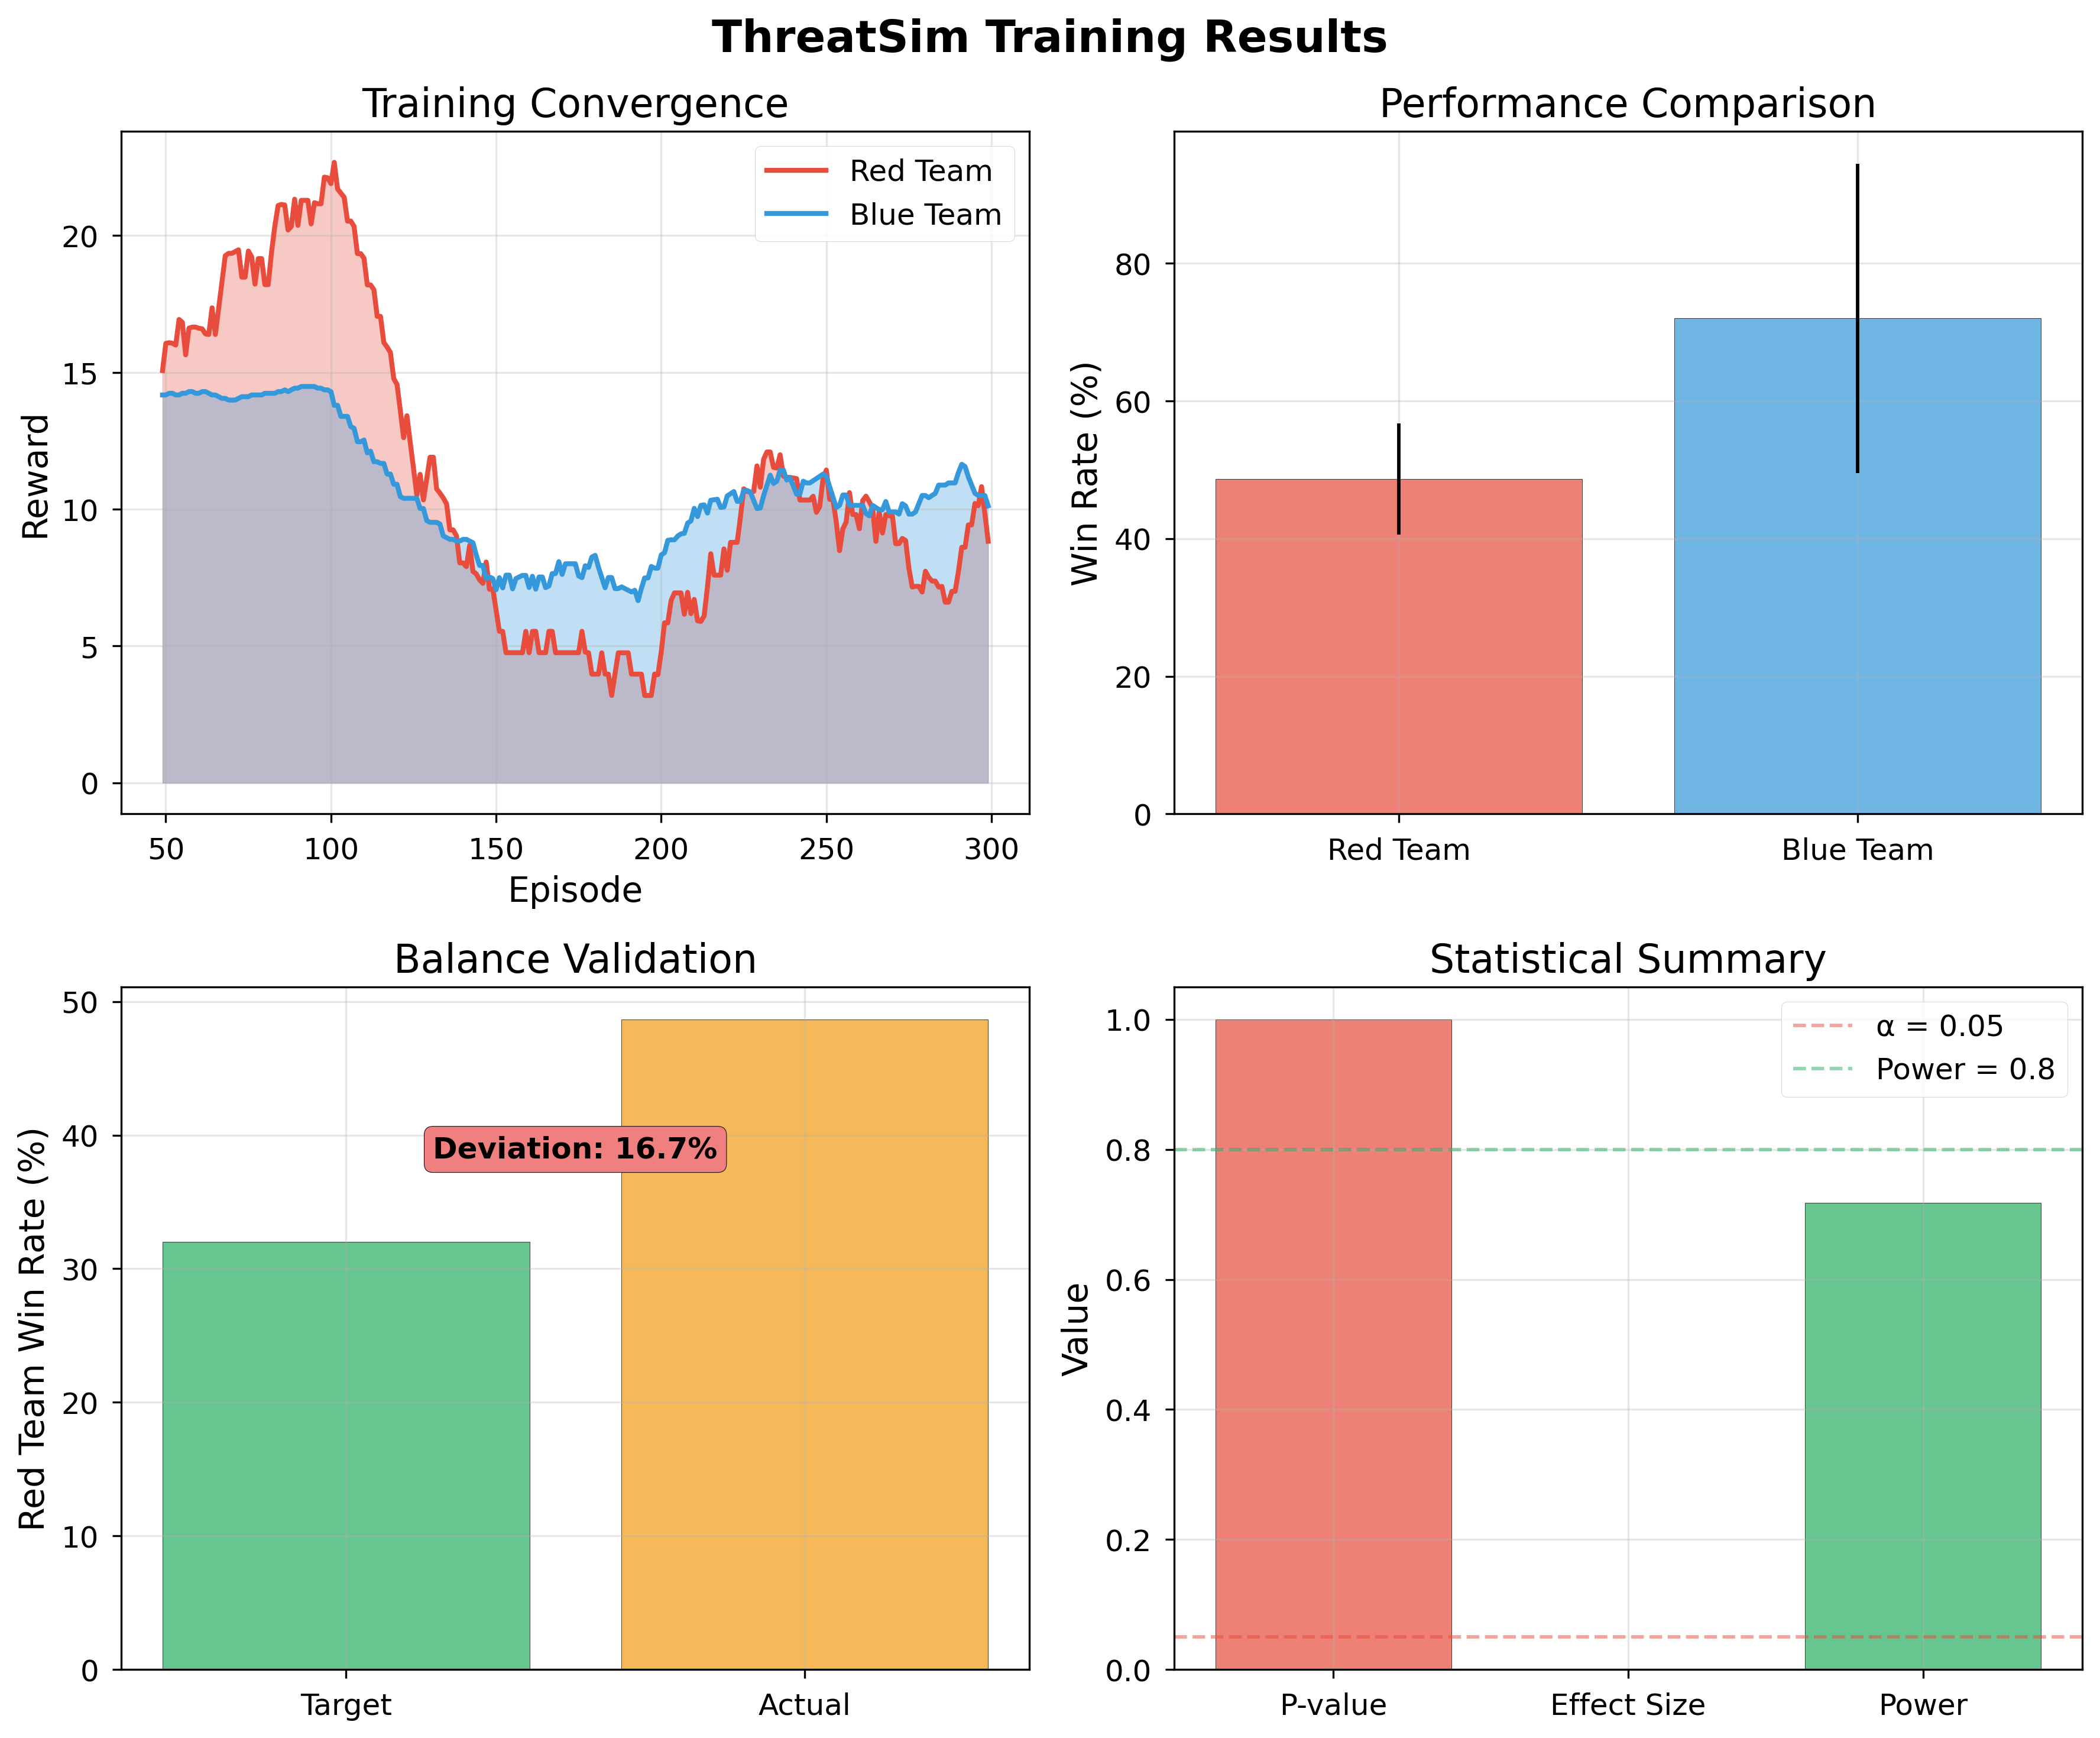 ThreatSim Training Results
Training Convergence
Reward
20
15
10
5
0
50 100 150 200 250 300
Episode
Red Team
Blue Team
Performance Comparison
Win Rate (%)
80
60
40
20
0
Red Team Blue Team
Balance Validation
Red Team Win Rate (%)
50
40
30
20
10
0
Deviation: 16.7%
Target Actual
Statistical Summary
Value
1.0
0.8
0.6
0.4
0.2
0.0
α = 0.05
Power = 0.8
P-value Effect Size Power